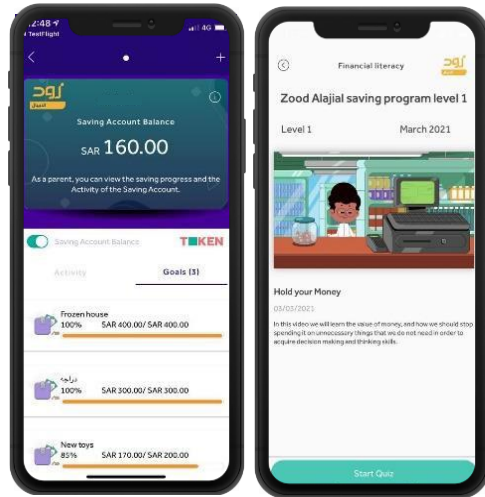 2:48
4G
TestFlight
زود
الأجيال
Saving Account Balance
SAR 160.00
As a parent, you can view the saving progress and the
Activity of the Saving Account.
Saving Account Balance
TOKEN
Activity
Goals (3)
Frozen house
100% SAR 400.00/ SAR 400.00
دراجه
100% SAR 300.00/ SAR 300.00
New toys
85% SAR 170.00/ SAR 200.00
Financial literacy
زود
الأجيال
Zood Alajial saving program level 1
Level 1
March 2021
Hold your Money
03/03/2021
In this video we will learn the value of money, and how we should stop
spending it on unnecessary things that we do not need in order to
acquire decision making and thinking skills.
Start Quiz